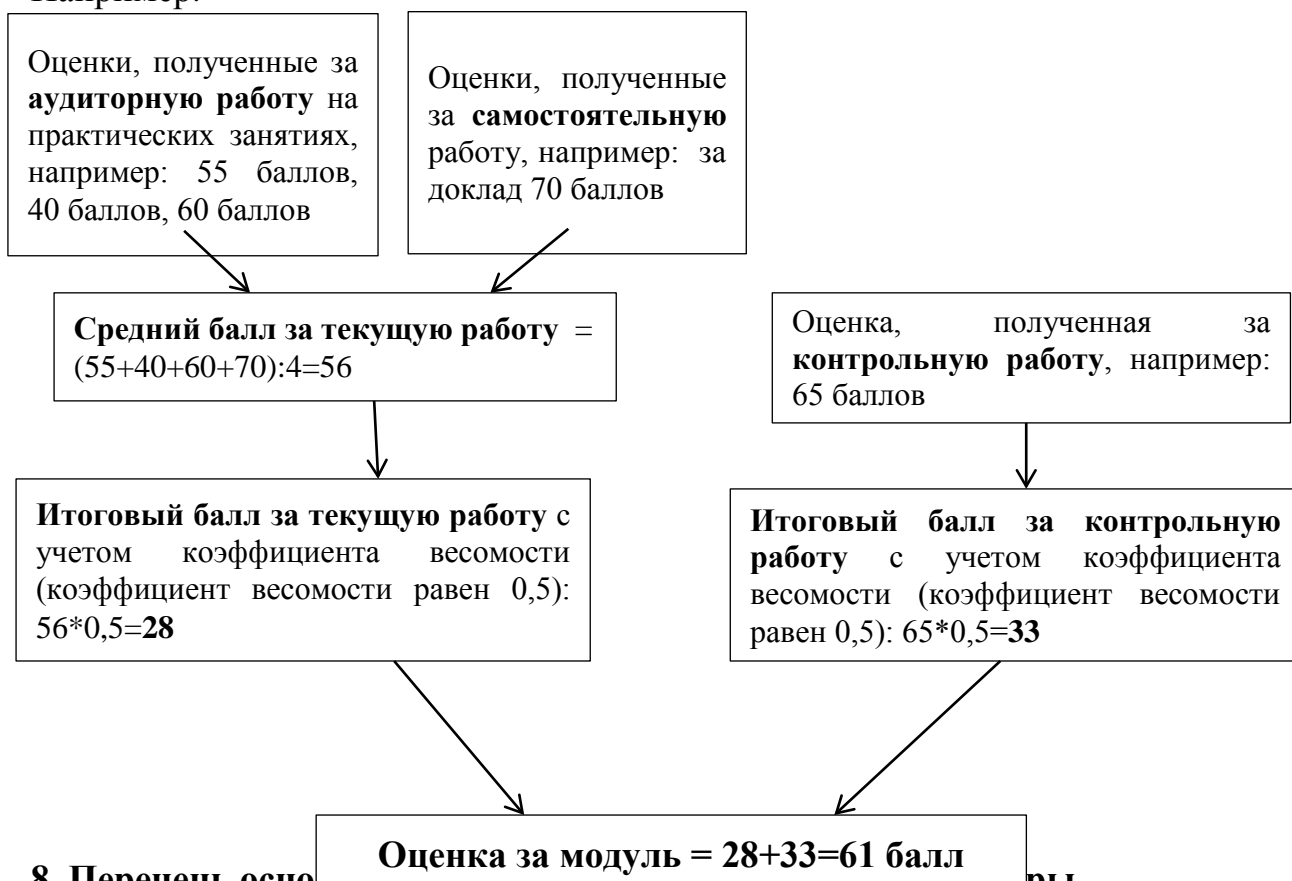 Например:
Оценки, полученные за
аудиторную работу на
практических занятиях,
например: 55 баллов,
40 баллов, 60 баллов
Оценки, полученные
за самостоятельную
работу, например: за
доклад 70 баллов
Средний балл за текущую работу =
(55+40+60+70):4=56
Оценка, полученная за
контрольную работу, например:
65 баллов
Итоговый балл за текущую работу с
учетом коэффициента весомости
(коэффициент весомости равен 0,5):
56*0,5=28
Итоговый балл за контрольную
работу с учетом коэффициента
весомости (коэффициент весомости
равен 0,5): 65*0,5=33
Оценка за модуль = 28+33=61 балл
8. Перечень осно